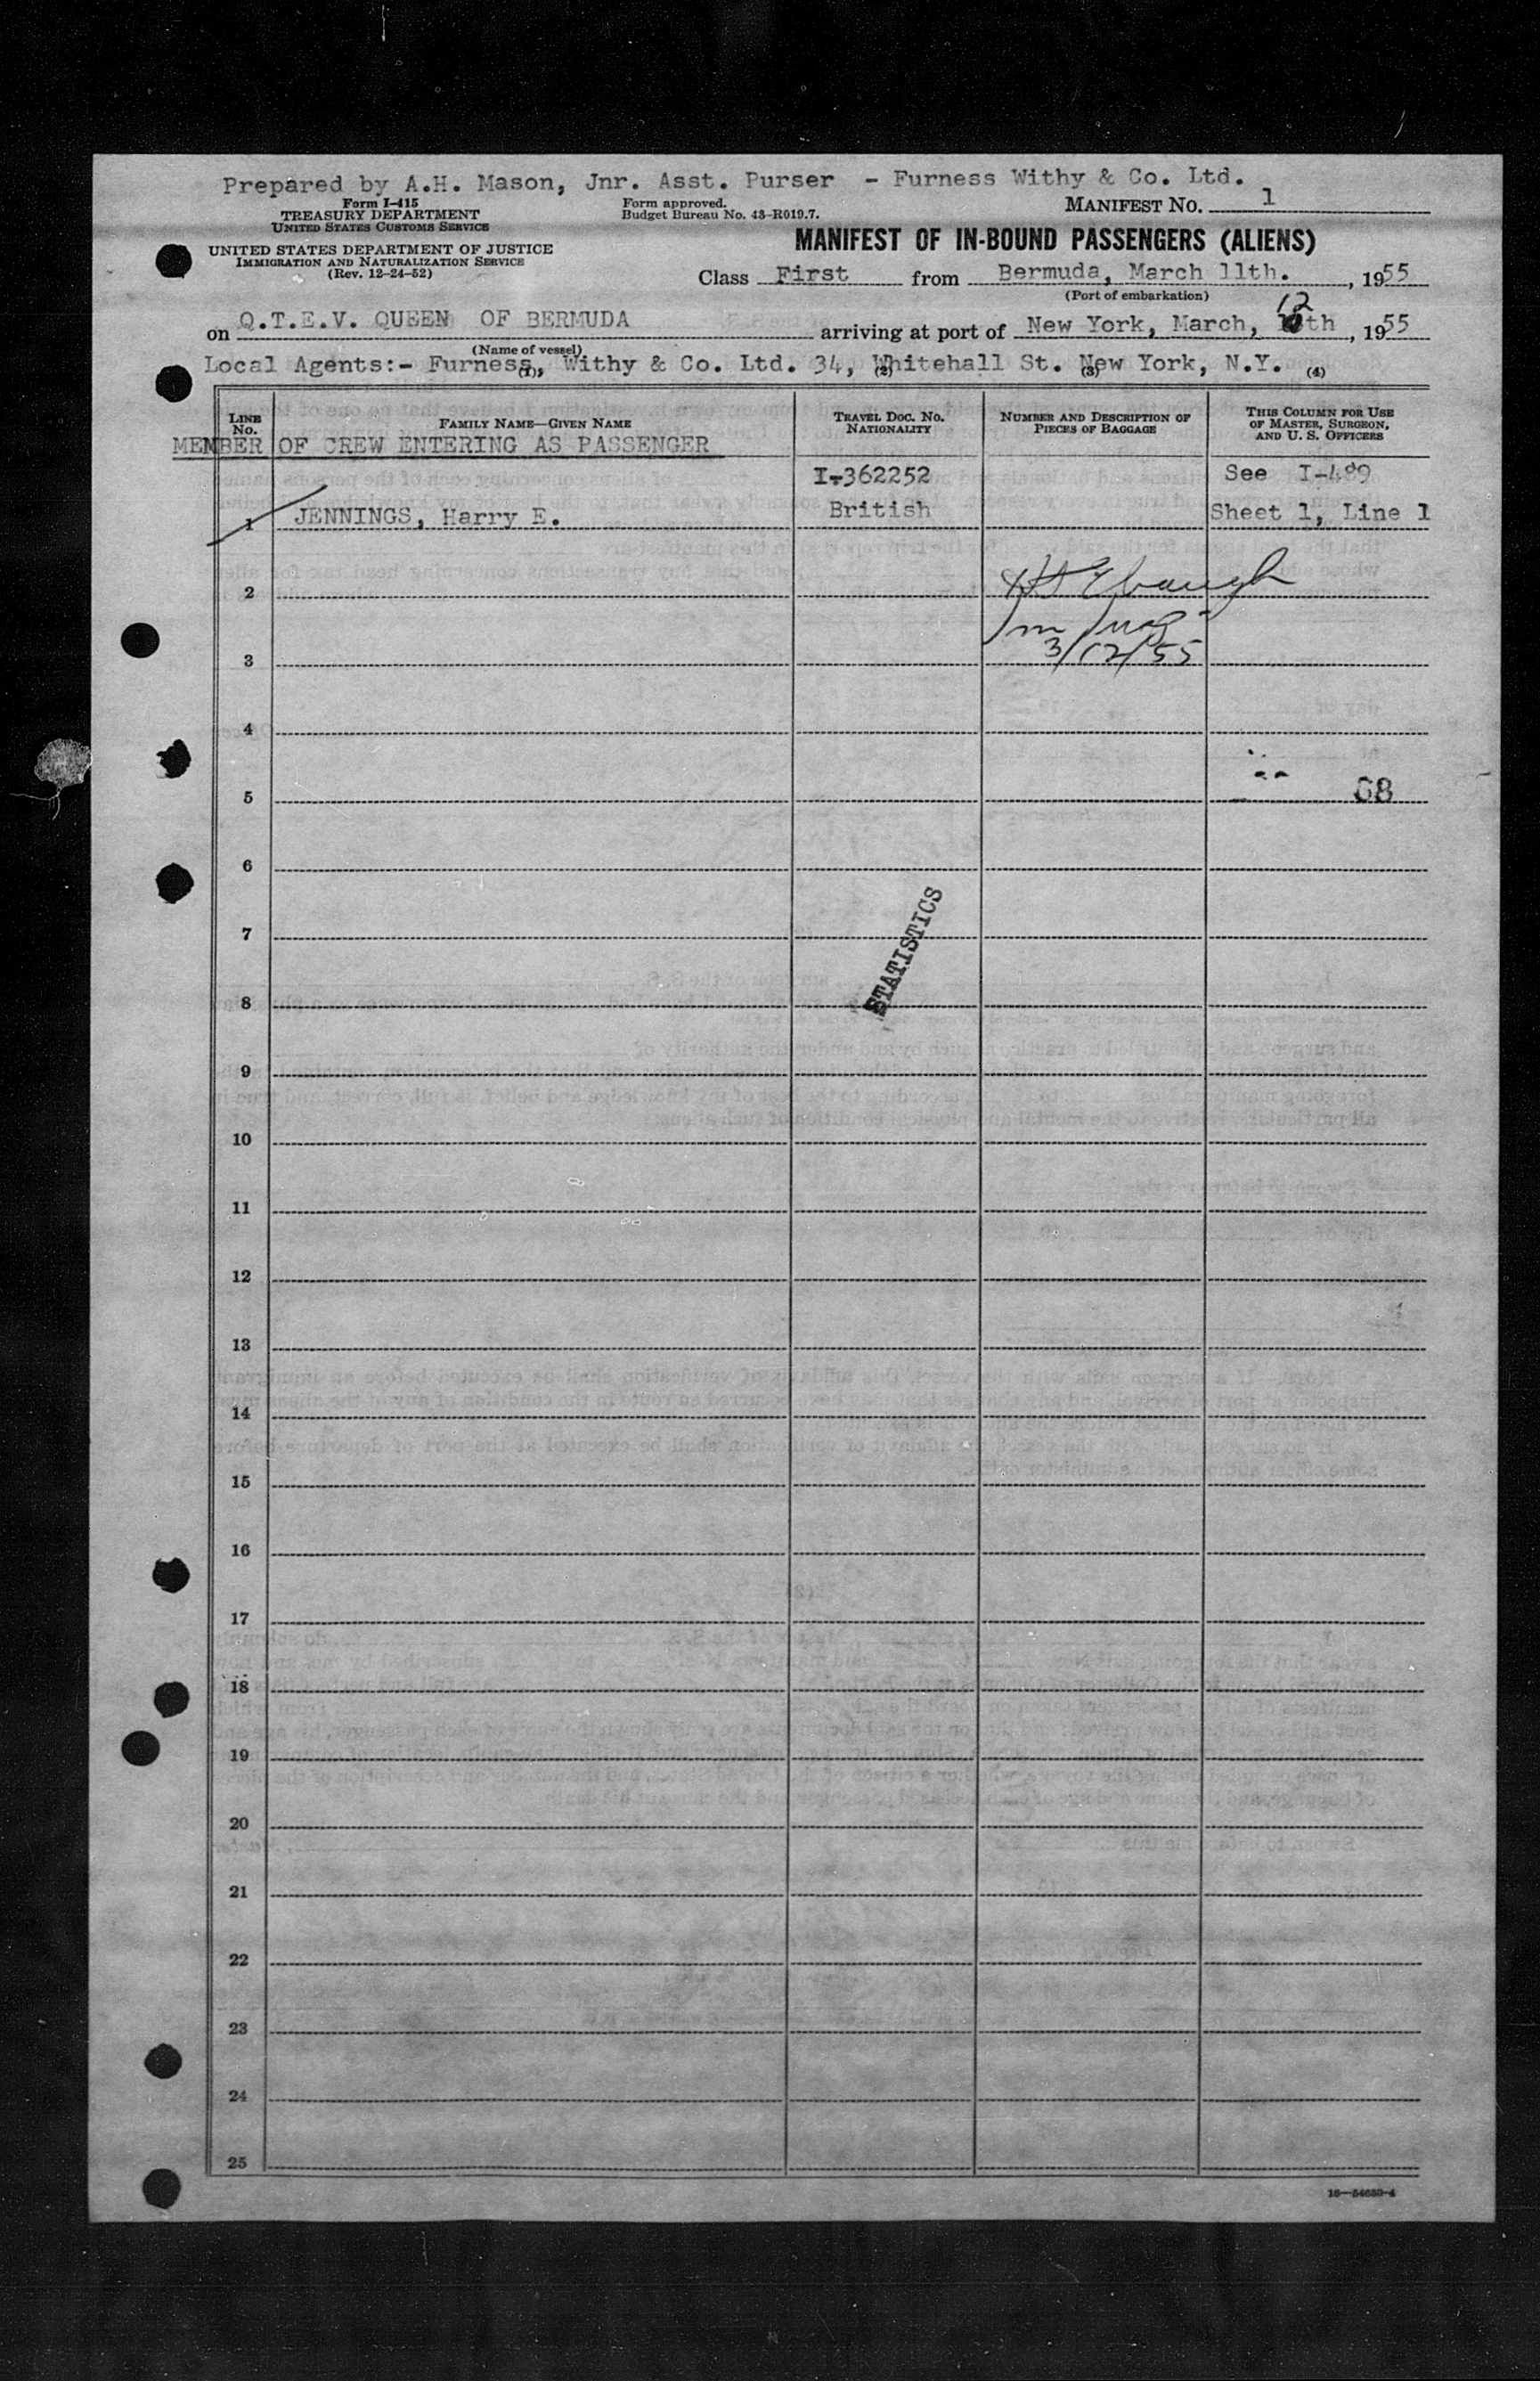 Prepared by A.H. Mason, Jnr. Asst. Purser - Furness Withy & Co. Ltd.
Form I-415
TREASURY DEPARTMENT
UNITED STATES CUSTOMS SERVICE
Form approved.
Budget Bureau No. 43-R019.7.
MANIFEST NO. 1
UNITED STATES DEPARTMENT OF JUSTICE
IMMIGRATION AND NATURALIZATION SERVICE
(Rev. 12-24-52)
MANIFEST OF IN-BOUND PASSENGERS (ALIENS)
Class First from Bermuda, March 11th. , 1955
(Port of embarkation)
on Q.T.E.V. QUEEN OF BERMUDA arriving at port of New York, March, 12th , 1955
(Name of vessel)
Local Agents:- Furness, Withy & Co. Ltd. 34, Whitehall St. New York, N.Y.
(1) (2) (3) (4)
LINE No. FAMILY NAME—GIVEN NAME TRAVEL DOC. NO. NATIONALITY NUMBER AND DESCRIPTION OF PIECES OF BAGGAGE THIS COLUMN FOR USE OF MASTER, SURGEON, AND U. S. OFFICERS
MEMBER OF CREW ENTERING AS PASSENGER
I-362252 See I-489
1 JENNINGS, Harry E. British Sheet 1, Line 1
2
3 3/12/55
4
5 68
6
7
STATISTICS
8
9
10
11
12
13
14
15
16
17
18
19
20
21
22
23
24
25
16—54630-4